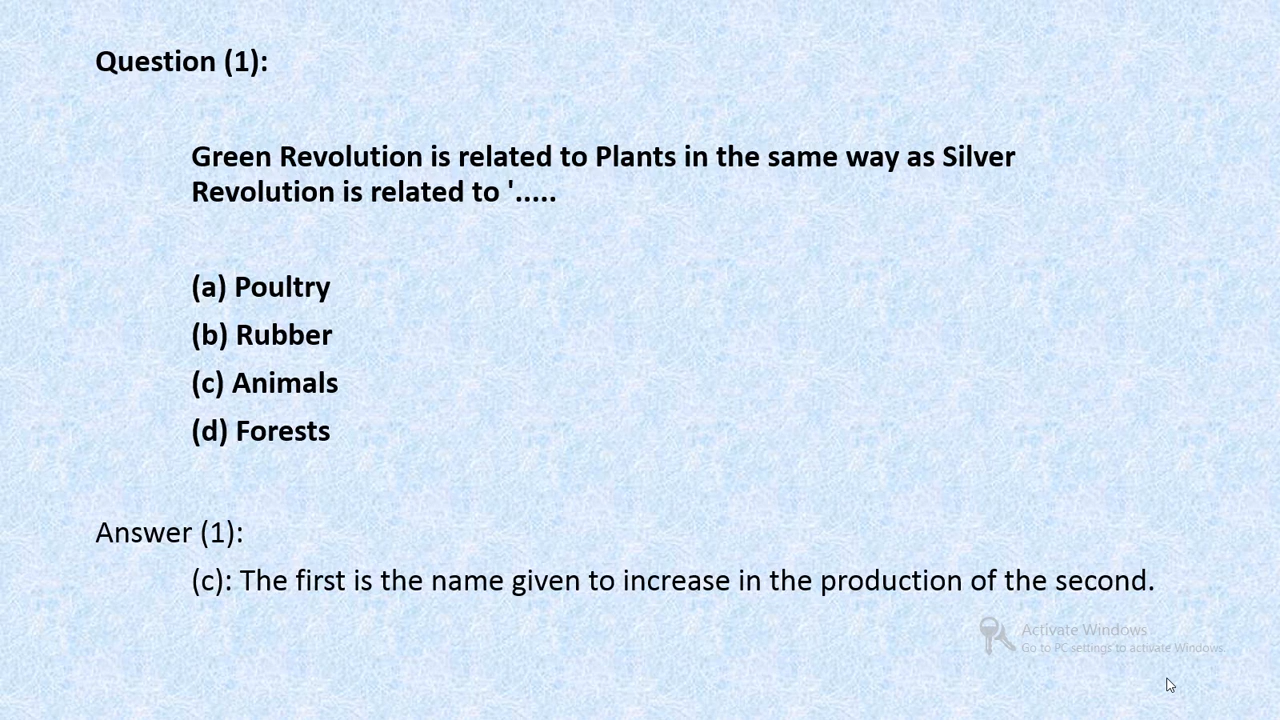 Question (1):
Green Revolution is related to Plants in the same way as Silver
Revolution is related to '.....
(a) Poultry
(b) Rubber
(c) Animals
(d) Forests
Answer (1):
(c): The first is the name given to increase in the production of the second.
Activate Windows
Go to PC settings to activate Windows.